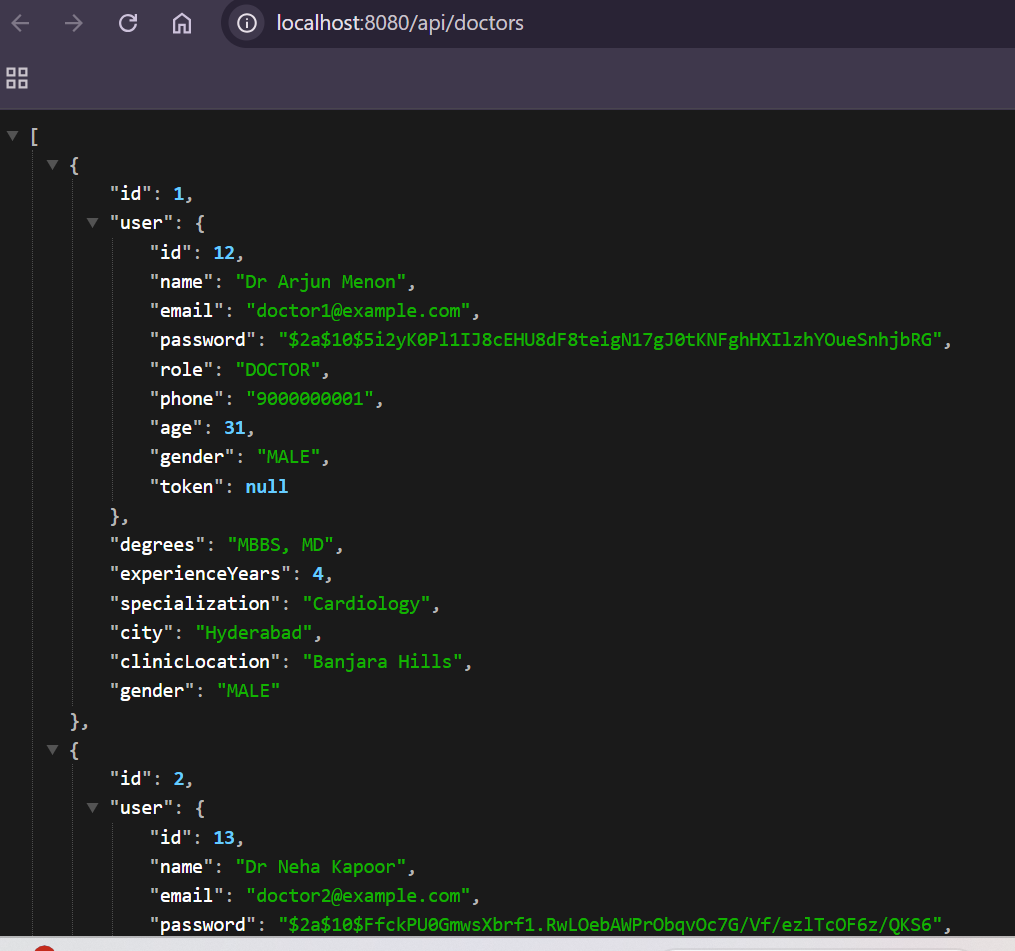 localhost:8080/api/doctors
[
{
"id": 1,
"user": {
"id": 12,
"name": "Dr Arjun Menon",
"email": "doctor1@example.com",
"password": "$2a$10$5i2yK0Pl1IJ8cEHU8dF8teigN17gJ0tKNFghHXIlzhYOueSnhjbRG",
"role": "DOCTOR",
"phone": "9000000001",
"age": 31,
"gender": "MALE",
"token": null
},
"degrees": "MBBS, MD",
"experienceYears": 4,
"specialization": "Cardiology",
"city": "Hyderabad",
"clinicLocation": "Banjara Hills",
"gender": "MALE"
},
{
"id": 2,
"user": {
"id": 13,
"name": "Dr Neha Kapoor",
"email": "doctor2@example.com",
"password": "$2a$10$FfckPU0GmwsXbrf1.RwLOebAWPrObqvOc7G/Vf/ezlTcOF6z/QKS6",